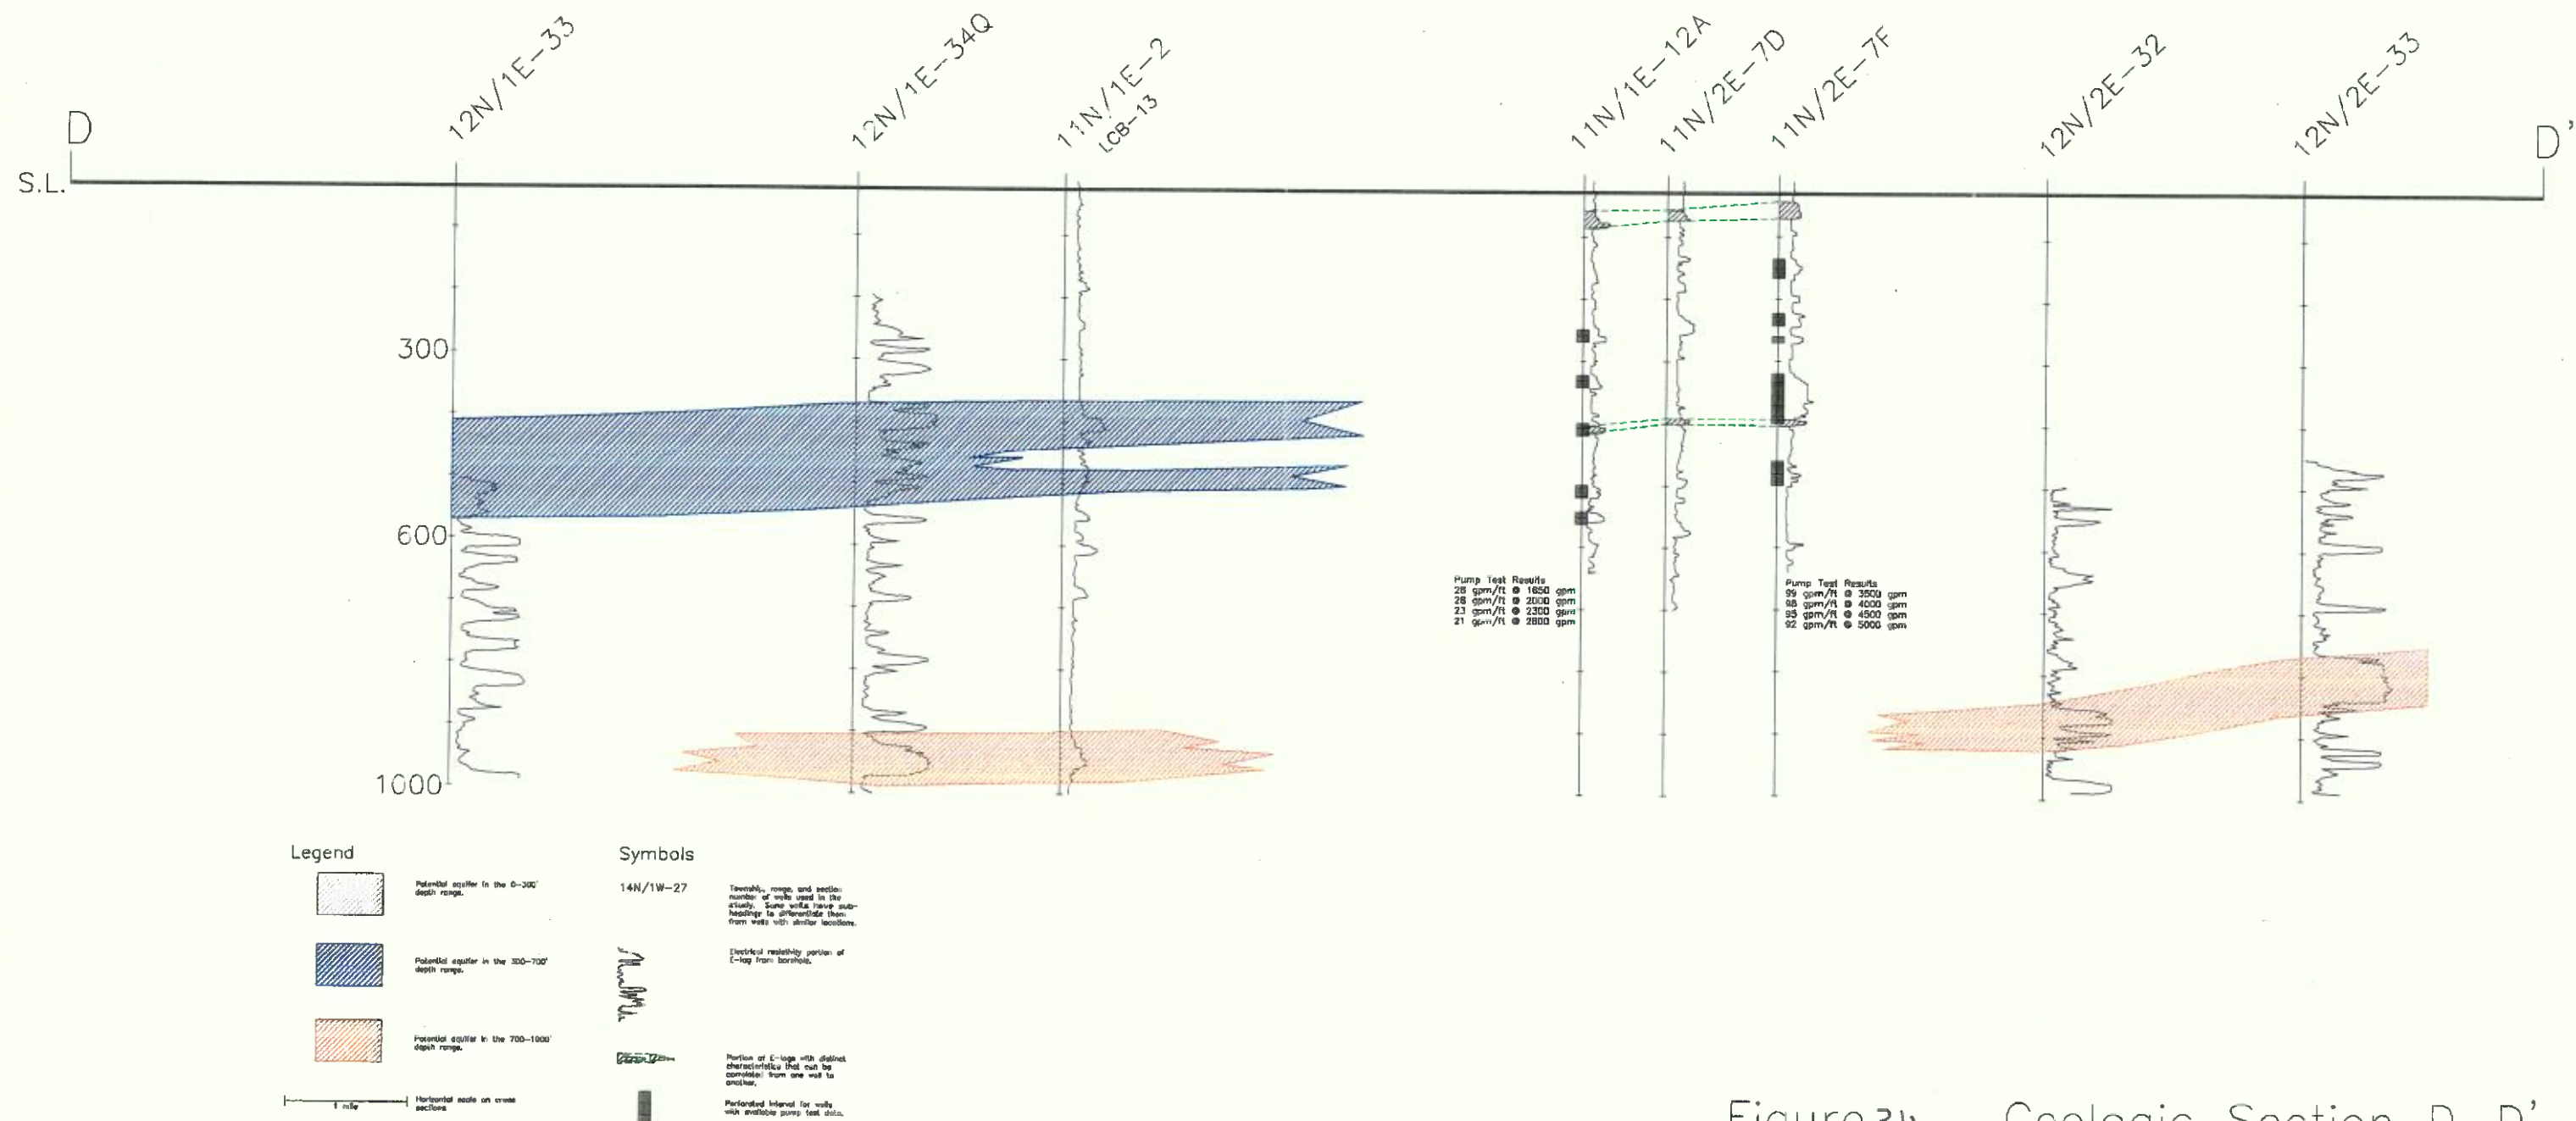 12N/1E-33
12N/1E-34Q
11N/1E-2
LCB-13
11N/1E-12A
11N/2E-7D
11N/2E-7F
12N/2E-32
12N/2E-33
D
D'
S.L.
300
600
1000
Pump Test Results
28 gpm/ft @ 1650 gpm
26 gpm/ft @ 2000 gpm
23 gpm/ft @ 2300 gpm
21 gpm/ft @ 2800 gpm
Pump Test Results
99 gpm/ft @ 3500 gpm
98 gpm/ft @ 4000 gpm
95 gpm/ft @ 4500 gpm
92 gpm/ft @ 5000 gpm
Legend
Potential aquifer in the 0-300'
depth range.
Potential aquifer in the 300-700'
depth range.
Potential aquifer in the 700-1000'
depth range.
1 mile
Horizontal scale on cross
sections
Symbols
14N/1W-27
Township, range, and section
number of wells used in the
study. Some wells have sub-
headings to differentiate them
from wells with similar locations.
Electrical resistivity portion of
E-log from borehole.
Portion of E-logs with distinct
characteristics that can be
correlated from one well to
another.
Perforated interval for wells
with available pump test data.
Figure 3h Geologic Section D-D'